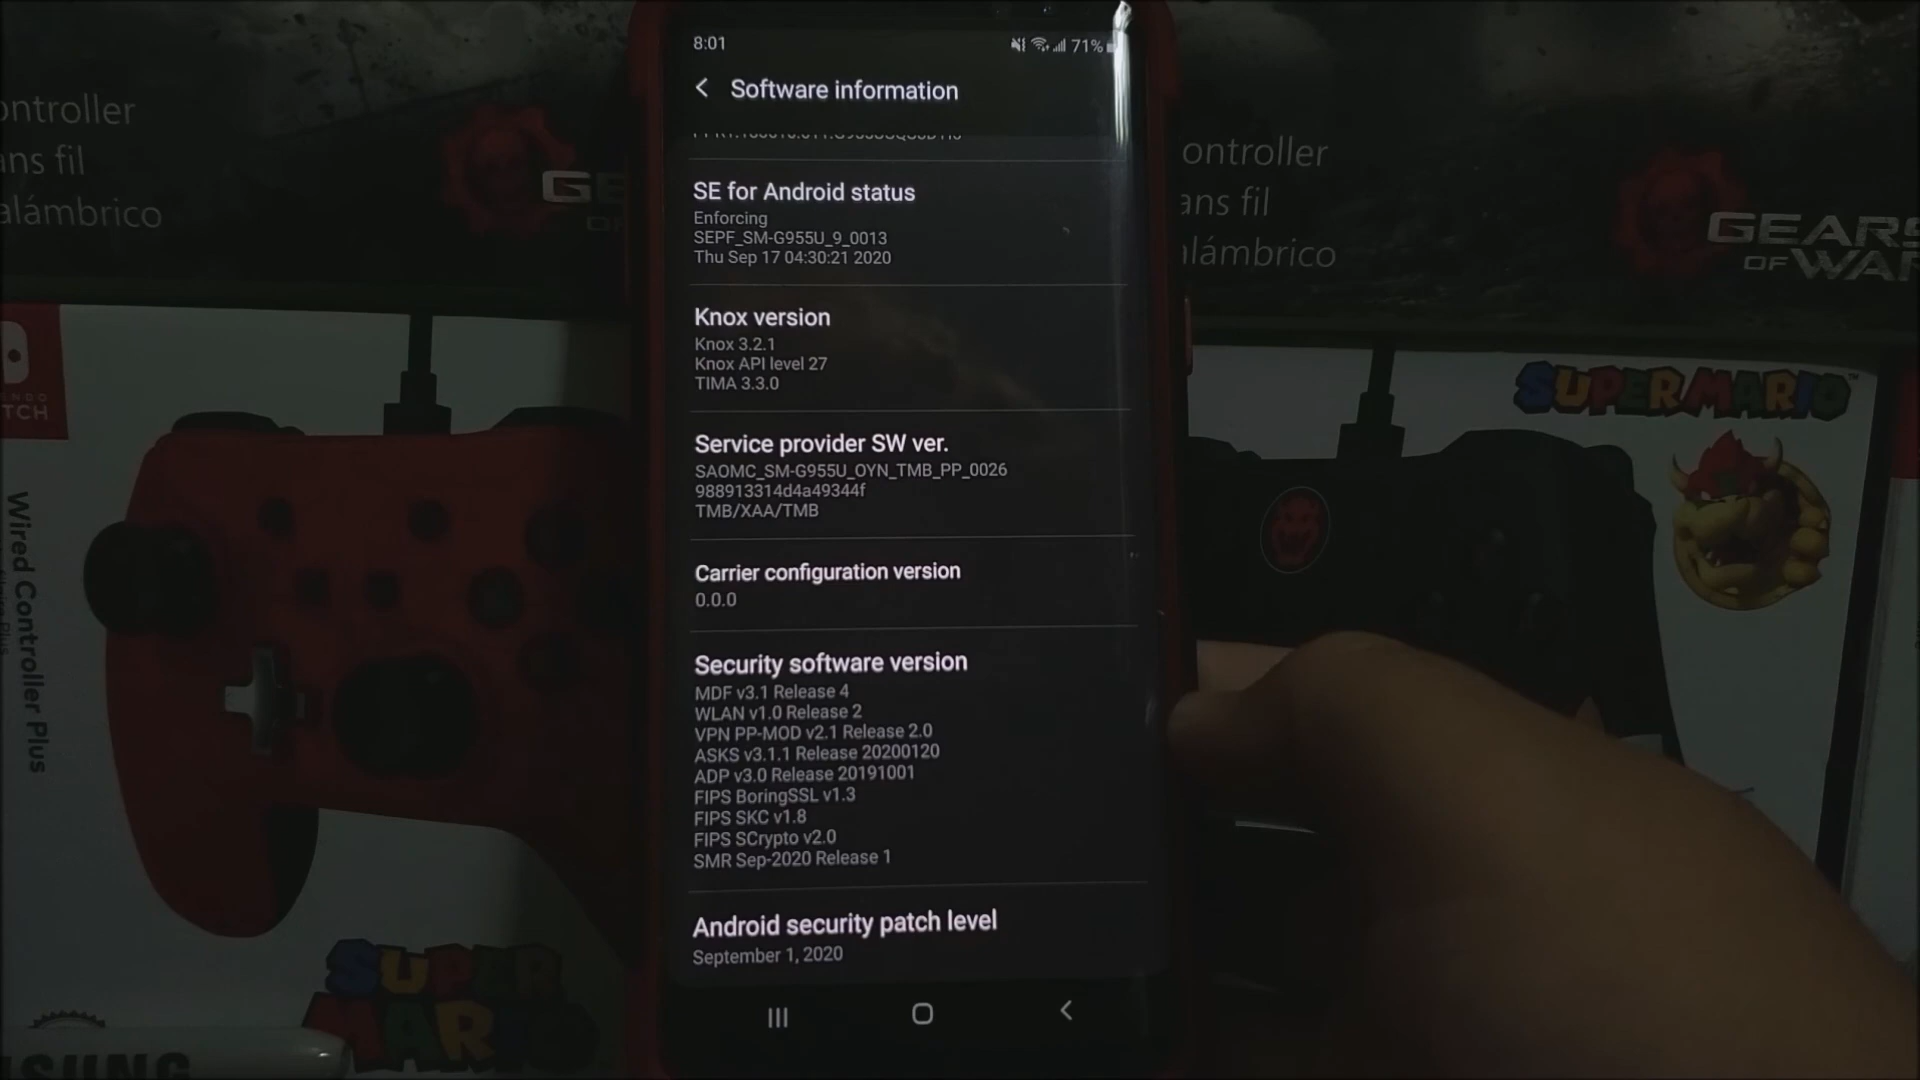 8:01
71%
Software information
SE for Android status
Enforcing
SEPF_SM-G955U_9_0013
Thu Sep 17 04:30:21 2020
Knox version
Knox 3.2.1
Knox API level 27
TIMA 3.3.0
Service provider SW ver.
SAOMC_SM-G955U_OYN_TMB_PP_0026
988913314d4a49344f
TMB/XAA/TMB
Carrier configuration version
0.0.0
Security software version
MDF v3.1 Release 4
WLAN v1.0 Release 2
VPN PP-MOD v2.1 Release 2.0
ASKS v3.1.1 Release 20200120
ADP v3.0 Release 20191001
FIPS BoringSSL v1.3
FIPS SKC v1.8
FIPS SCrypto v2.0
SMR Sep-2020 Release 1
Android security patch level
September 1, 2020
ontroller
ans fil
alámbrico
GE
OF
TCH
Wired Controller Plus
SUPER
MARIO
SUNG
ontroller
ans fil
alámbrico
GEARS
OF WAR
SUPER MARIO™